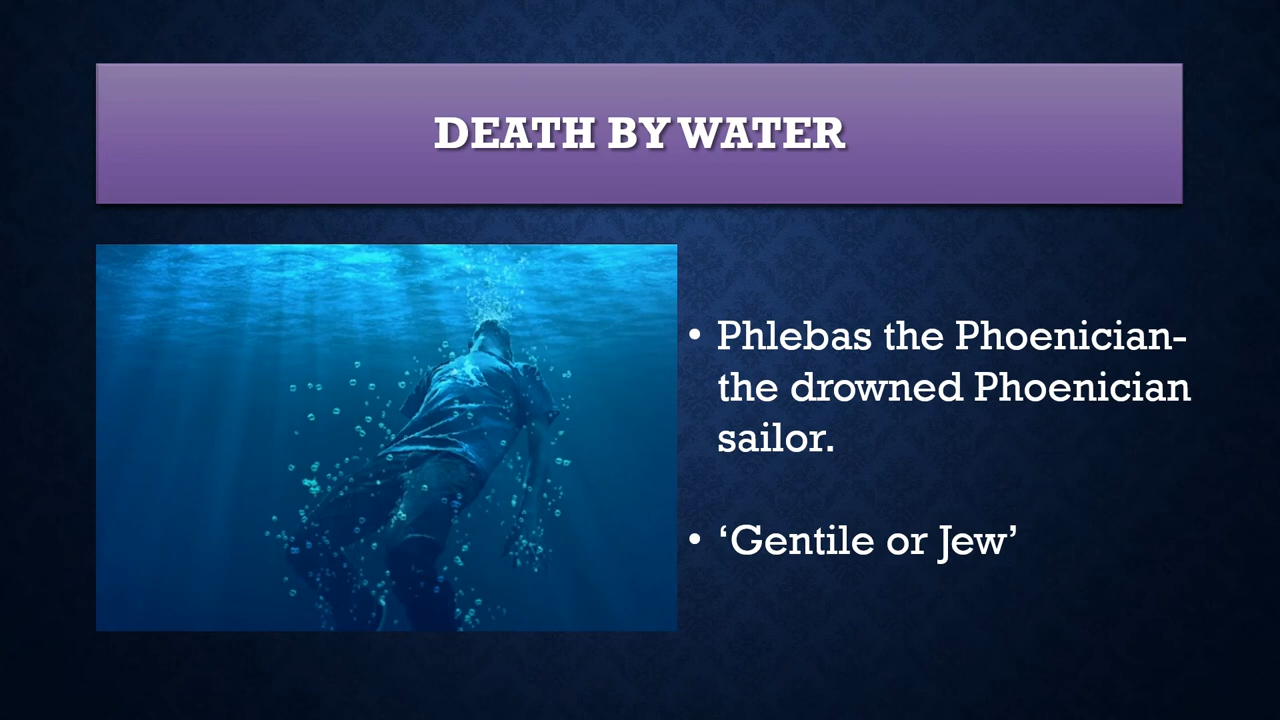 DEATH BY WATER
• Phlebas the Phoenician-
the drowned Phoenician
sailor.
• ‘Gentile or Jew’